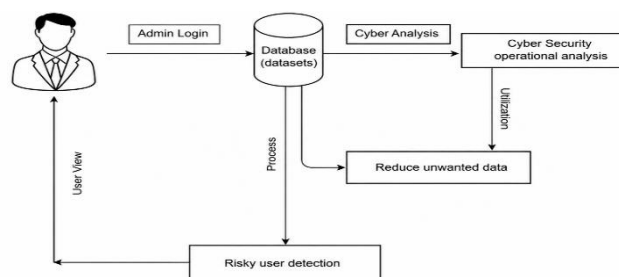 Admin Login
Database
(datasets)
Cyber Analysis
Cyber Security
operational analysis
Utilization
Process
Reduce unwanted data
User View
Risky user detection